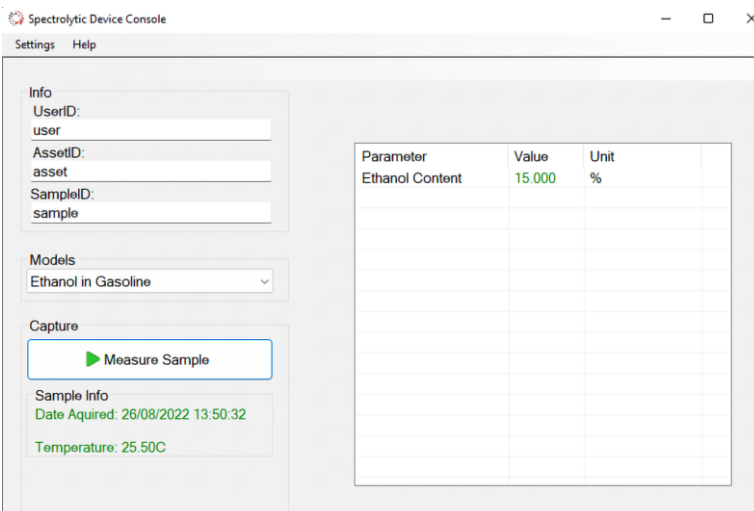 Spectrolytic Device Console
Settings Help
Info
UserID:
user
AssetID:
asset
SampleID:
sample
Models
Ethanol in Gasoline
Capture
Measure Sample
Sample Info
Date Aquired: 26/08/2022 13:50:32
Temperature: 25.50C
Parameter Value Unit
Ethanol Content 15.000 %